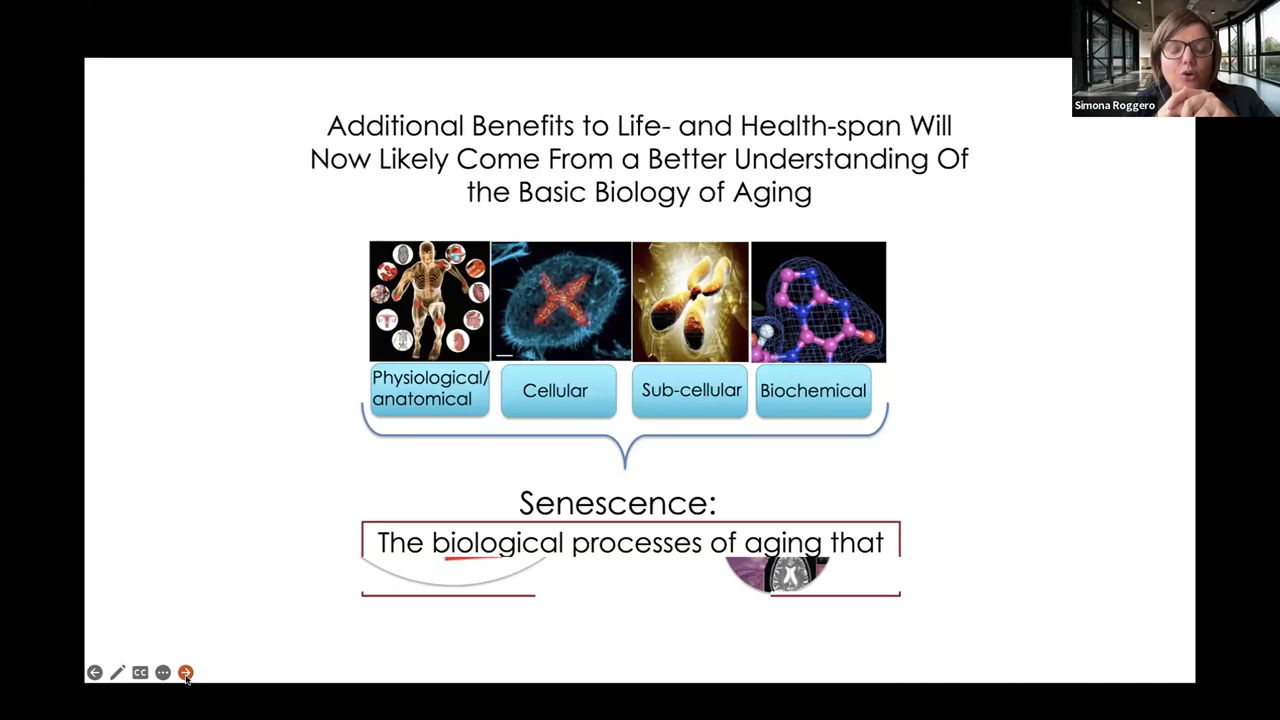 Simona Roggero
Additional Benefits to Life- and Health-span Will
Now Likely Come From a Better Understanding Of
the Basic Biology of Aging
Physiological/
anatomical
Cellular
Sub-cellular
Biochemical
Senescence:
The biological processes of aging that
CC